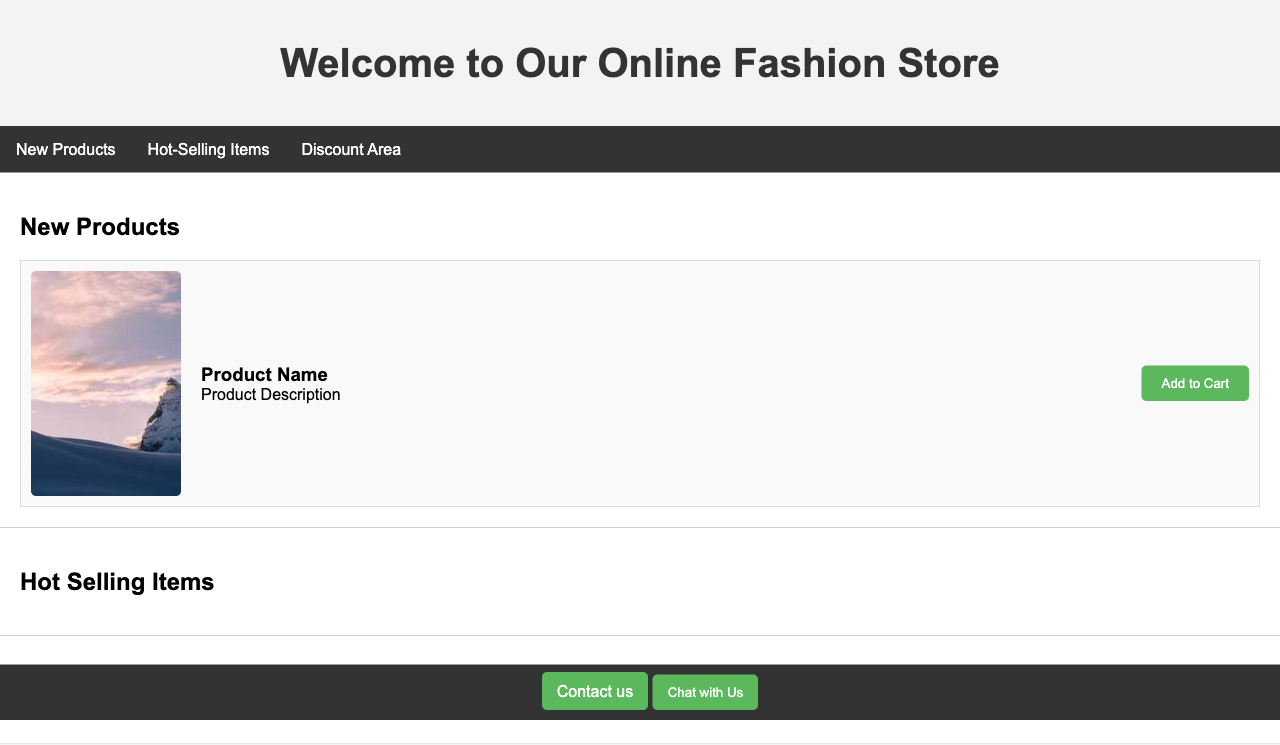 Welcome to Our Online Fashion Store
New Products
Hot-Selling Items
Discount Area
New Products
Product Name
Product Description
Add to Cart
Hot Selling Items
Contact us
Chat with Us